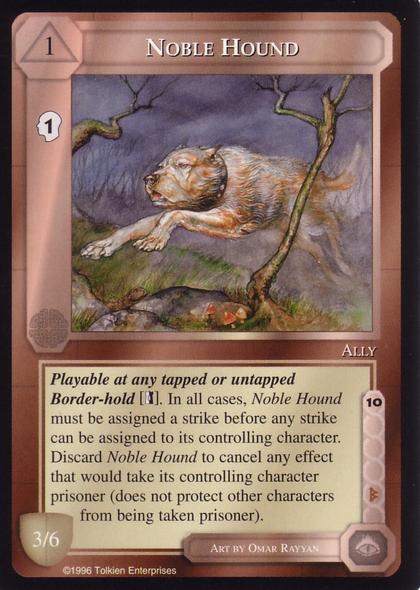 1
NOBLE HOUND
1
ALLY
Playable at any tapped or untapped
Border-hold []. In all cases, Noble Hound
must be assigned a strike before any strike
can be assigned to its controlling character.
Discard Noble Hound to cancel any effect
that would take its controlling character
prisoner (does not protect other characters
from being taken prisoner).
10
3/6
ART BY OMAR RAYYAN
©1996 Tolkien Enterprises